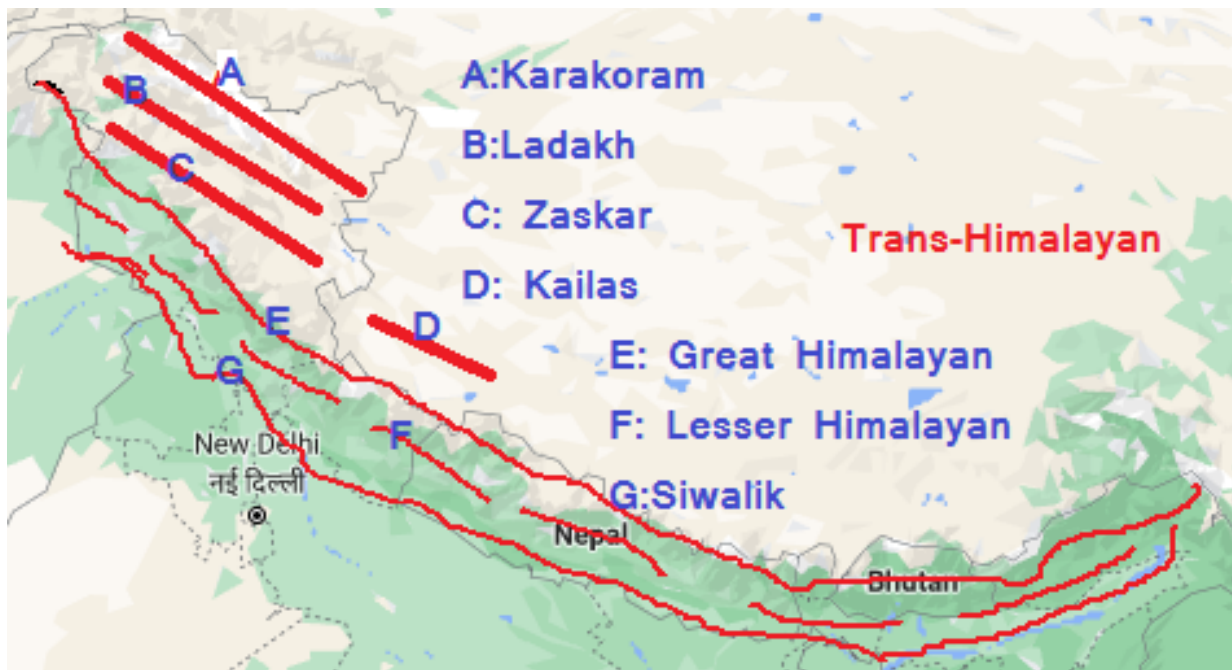 A
B
C
A:Karakoram
B:Ladakh
C: Zaskar
Trans-Himalayan
D: Kailas
D
E
E: Great Himalayan
G
F
F: Lesser Himalayan
New Delhi
नई दिल्ली
G:Siwalik
Nepal
Bhutan